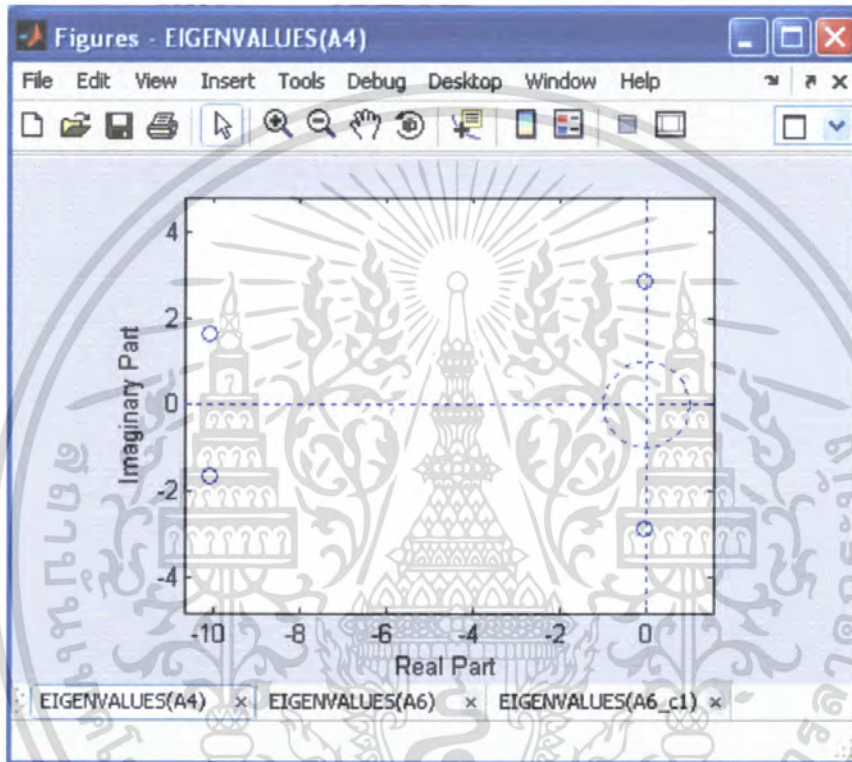 Figures - EIGENVALUES(A4)
File Edit View Insert Tools Debug Desktop Window Help
4
2
0
-2
-4
Imaginary Part
-10 -8 -6 -4 -2 0
Real Part
EIGENVALUES(A4) × EIGENVALUES(A6) × EIGENVALUES(A6_c1) ×